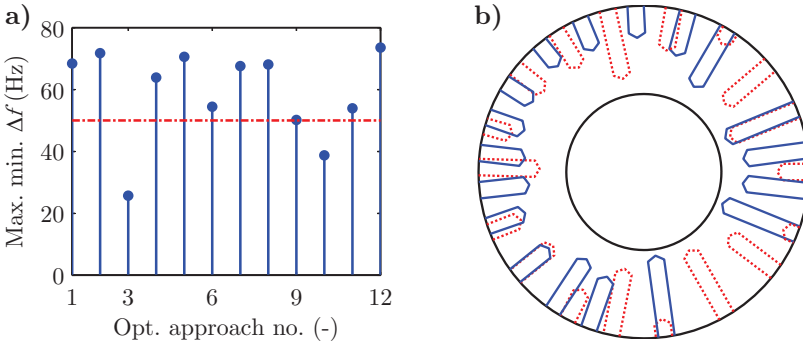 a)
b)
Max. min. Δf (Hz)
80
60
40
20
0
1 3 6 9 12
Opt. approach no. (-)